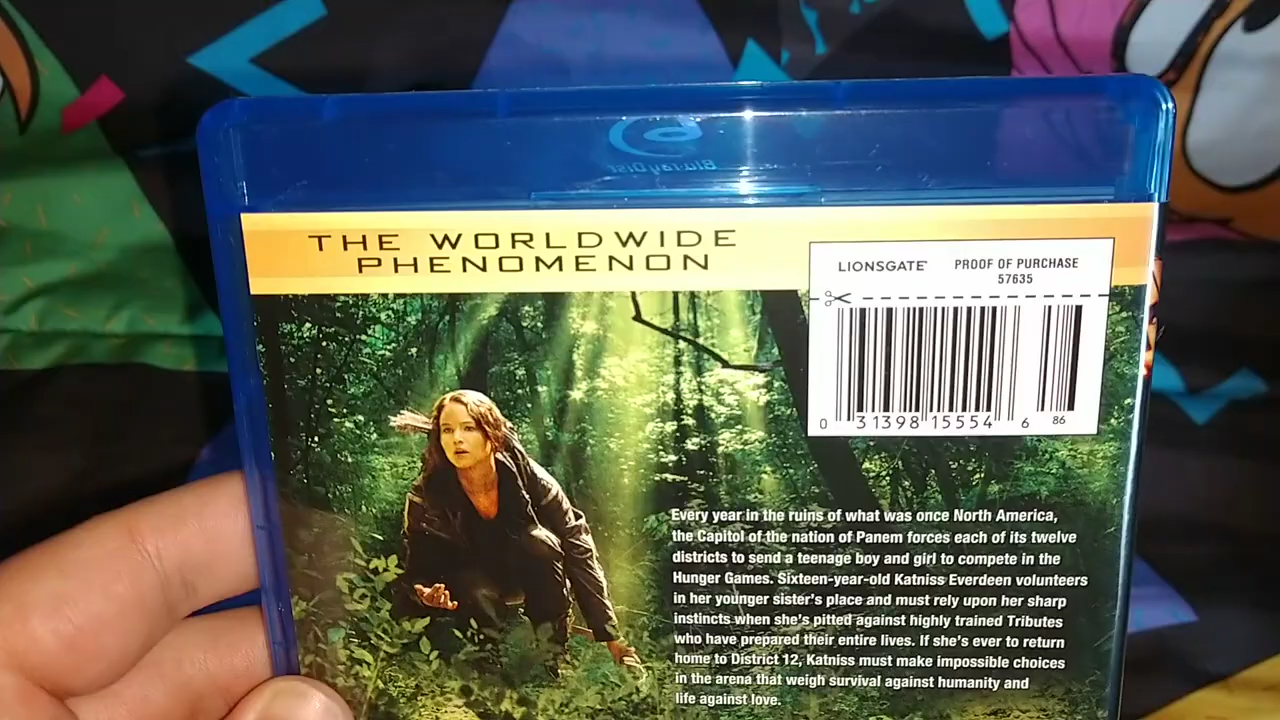 Blu-ray Disc
THE WORLDWIDE
PHENOMENON
LIONSGATE
PROOF OF PURCHASE
57635
0 31398 15554 6 86
Every year in the ruins of what was once North America,
the Capitol of the nation of Panem forces each of its twelve
districts to send a teenage boy and girl to compete in the
Hunger Games. Sixteen-year-old Katniss Everdeen volunteers
in her younger sister's place and must rely upon her sharp
instincts when she's pitted against highly trained Tributes
who have prepared their entire lives. If she's ever to return
home to District 12, Katniss must make impossible choices
in the arena that weigh survival against humanity and
life against love.